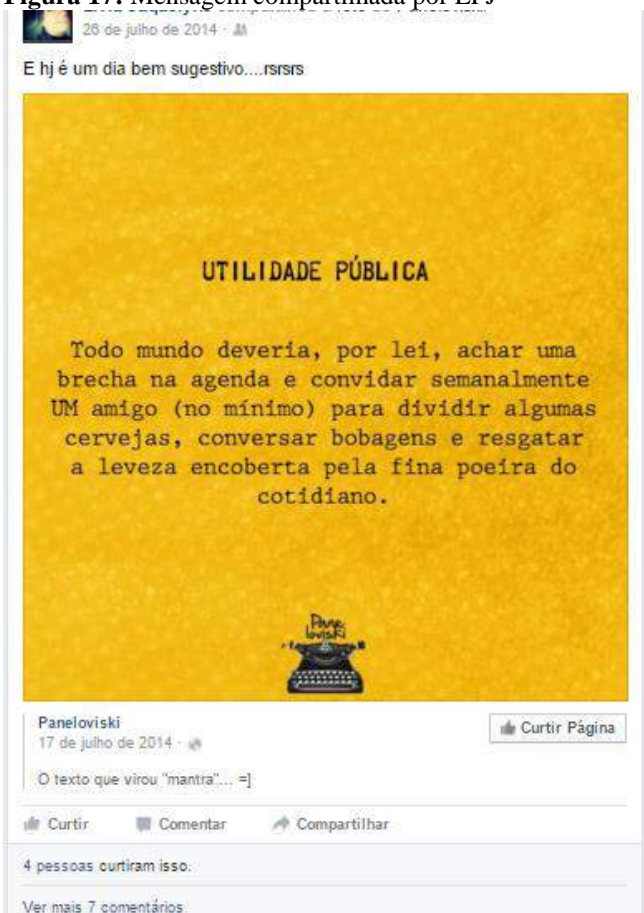 Figura 17: Mensagem compartilhada por EPJ
26 de julho de 2014
E hj é um dia bem sugestivo....rsrsrs
UTILIDADE PÚBLICA
Todo mundo deveria, por lei, achar uma
brecha na agenda e convidar semanalmente
UM amigo (no mínimo) para dividir algumas
cervejas, conversar bobagens e resgatar
a leveza encoberta pela fina poeira do
cotidiano.
Pane
loviski
Paneloviski
Curtir Página
17 de julho de 2014
O texto que virou "mantra"... =]
Curtir Comentar Compartilhar
4 pessoas curtiram isso.
Ver mais 7 comentários